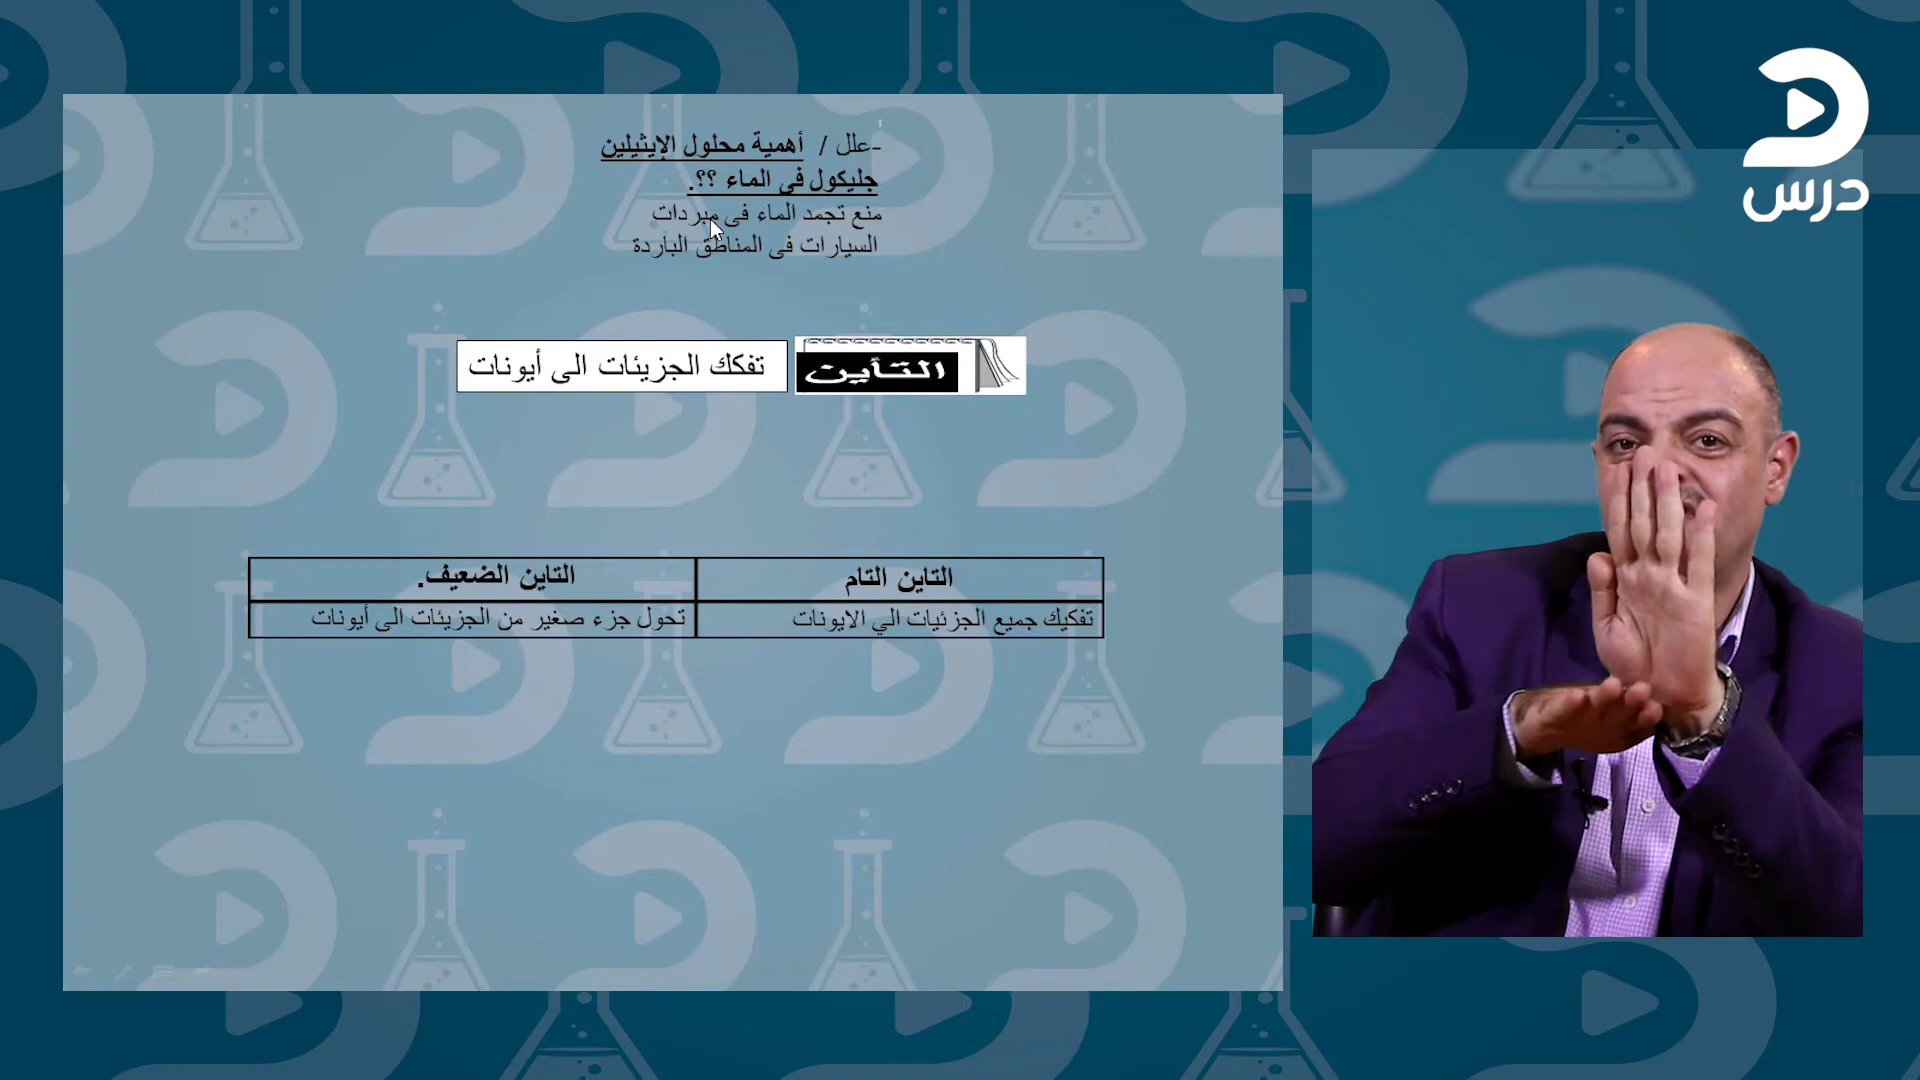 -علل / أهمية محلول الإيثيلين
جليكول فى الماء ؟؟.
منع تجمد الماء فى مبردات
السيارات فى المناطق الباردة
التأين
تفكك الجزيئات الى أيونات
التاين التام
التاين الضعيف.
تفكيك جميع الجزئيات الي الايونات
تحول جزء صغير من الجزيئات الى أيونات
درس